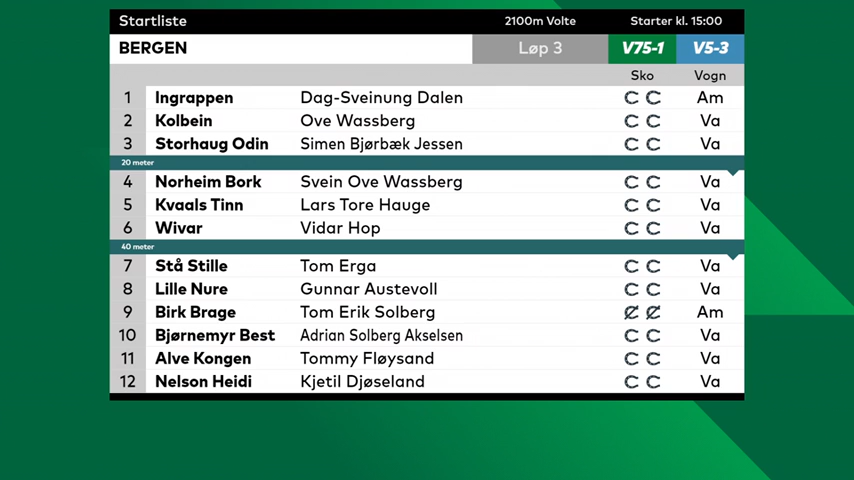 Startliste 2100m Volte Starter kl. 15:00
BERGEN Løp 3 V75-1 V5-3
Sko Vogn
1 Ingrappen Dag-Sveinung Dalen Am
2 Kolbein Ove Wassberg Va
3 Storhaug Odin Simen Bjørbæk Jessen Va
20 meter
4 Norheim Bork Svein Ove Wassberg Va
5 Kvaals Tinn Lars Tore Hauge Va
6 Wivar Vidar Hop Va
40 meter
7 Stå Stille Tom Erga Va
8 Lille Nure Gunnar Austevoll Va
9 Birk Brage Tom Erik Solberg Am
10 Bjørnemyr Best Adrian Solberg Akselsen Va
11 Alve Kongen Tommy Fløysand Va
12 Nelson Heidi Kjetil Djøseland Va